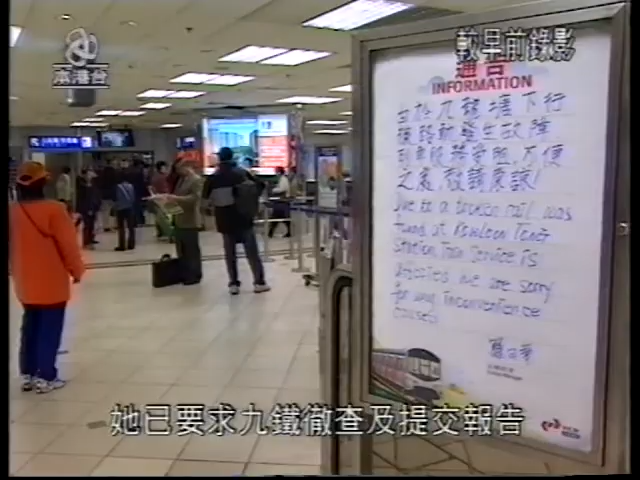 較早前錄影
本港台
通告
INFORMATION
由於九鐵塘下行
路軌發生故障
列車服務受阻，不便
之處，敬請原諒！
Due to a broken rail was
found at Kowloon Tong
Station Train Service is
affected we are sorry
for any inconvenience
她已要求九鐵徹查及提交報告